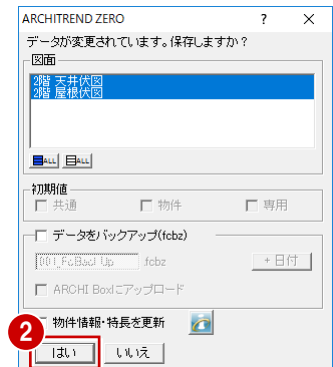 ARCHITREND ZERO ? ×
データが変更されています。保存しますか?
図面
2階 天井伏図
2階 屋根伏図
ALL ALL
初期値
共通 物件 専用
データをバックアップ(fcbz)
fcbz +日付
ARCHI Boxにアップロード
物件情報・特長を更新
2
はい いいえ